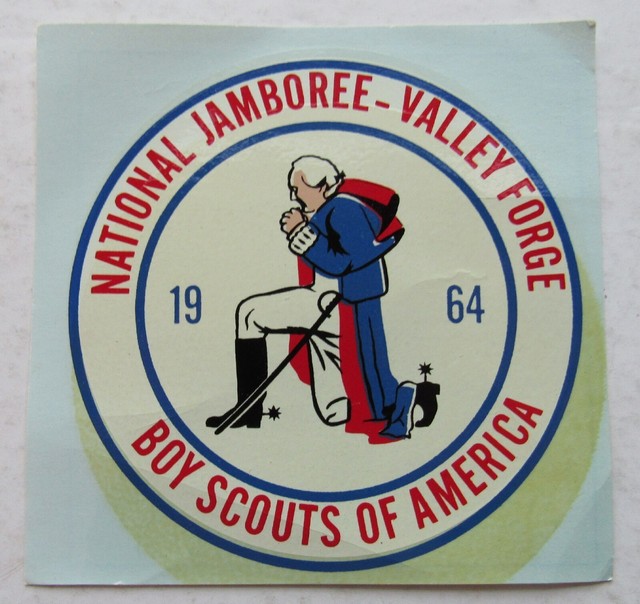 NATIONAL JAMBOREE-VALLEY FORGE
19 64
BOY SCOUTS OF AMERICA